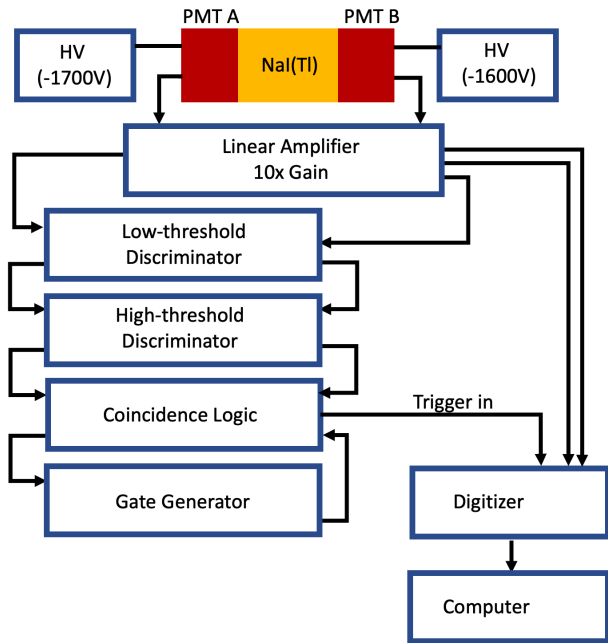 PMT A
PMT B
HV
(-1700V)
NaI(Tl)
HV
(-1600V)
Linear Amplifier
10x Gain
Low-threshold
Discriminator
High-threshold
Discriminator
Coincidence Logic
Trigger in
Gate Generator
Digitizer
Computer